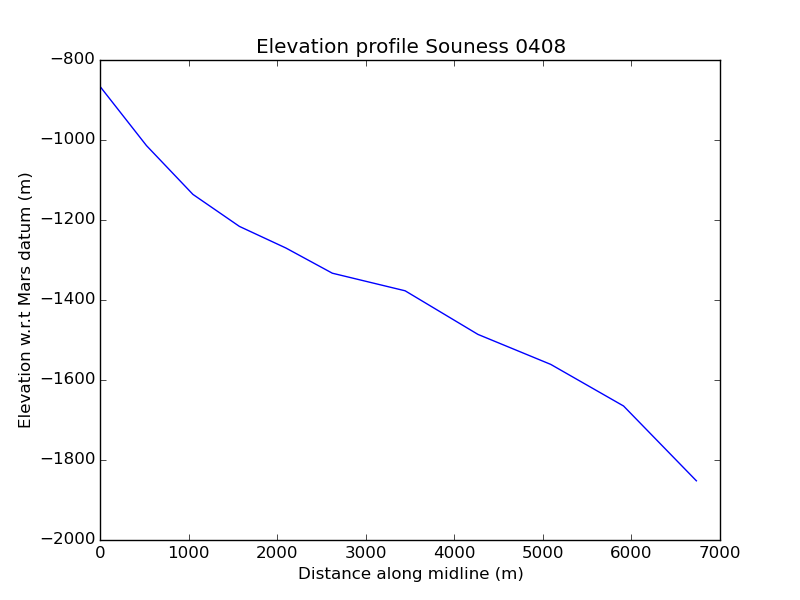 Elevation profile Souness 0408
−800
−1000
−1200
−1400
−1600
−1800
−2000
Elevation w.r.t Mars datum (m)
0 1000 2000 3000 4000 5000 6000 7000
Distance along midline (m)